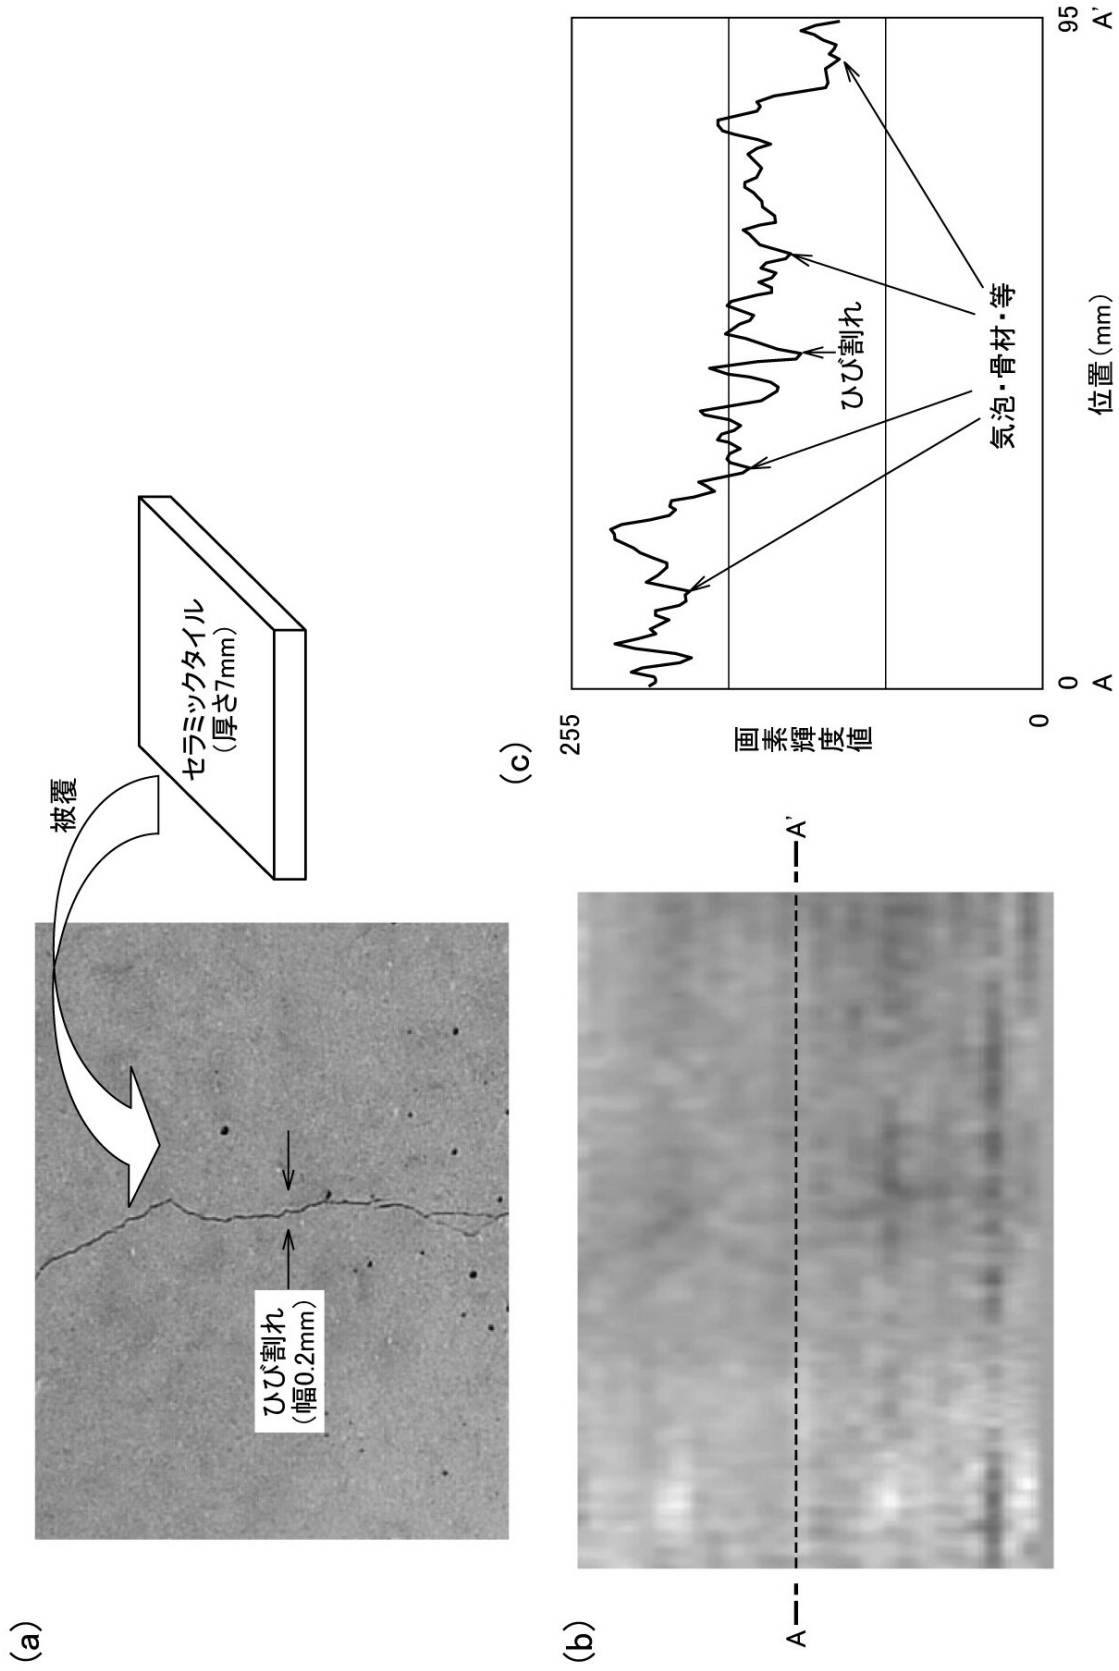 (a)
被覆
セラミックタイル
(厚さ7mm)
ひび割れ
(幅0.2mm)
(b)
A
A'
(c)
255
0
画素輝度値
ひび割れ
気泡・骨材・等
0
95
A
A'
位置(mm)